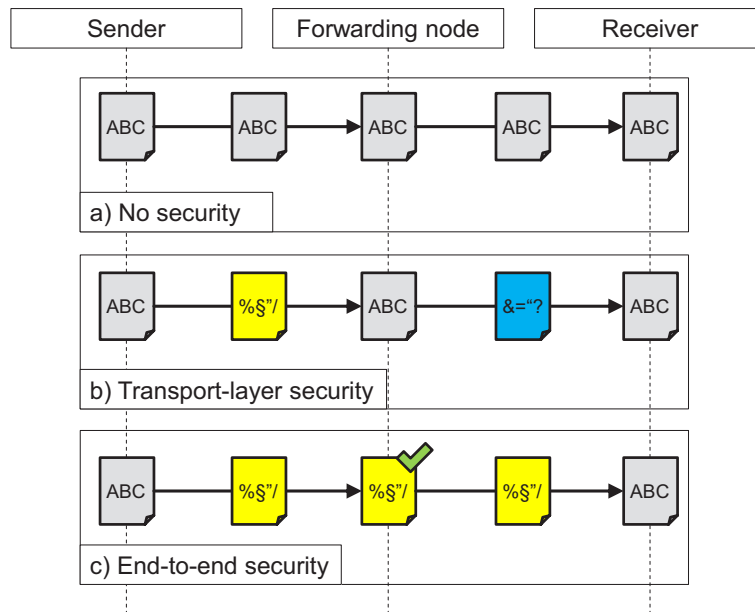 Sender Forwarding node Receiver
ABC ABC ABC ABC ABC
a) No security
ABC %§”/ ABC &=“? ABC
b) Transport-layer security
ABC %§”/ %§”/ %§”/ ABC
c) End-to-end security